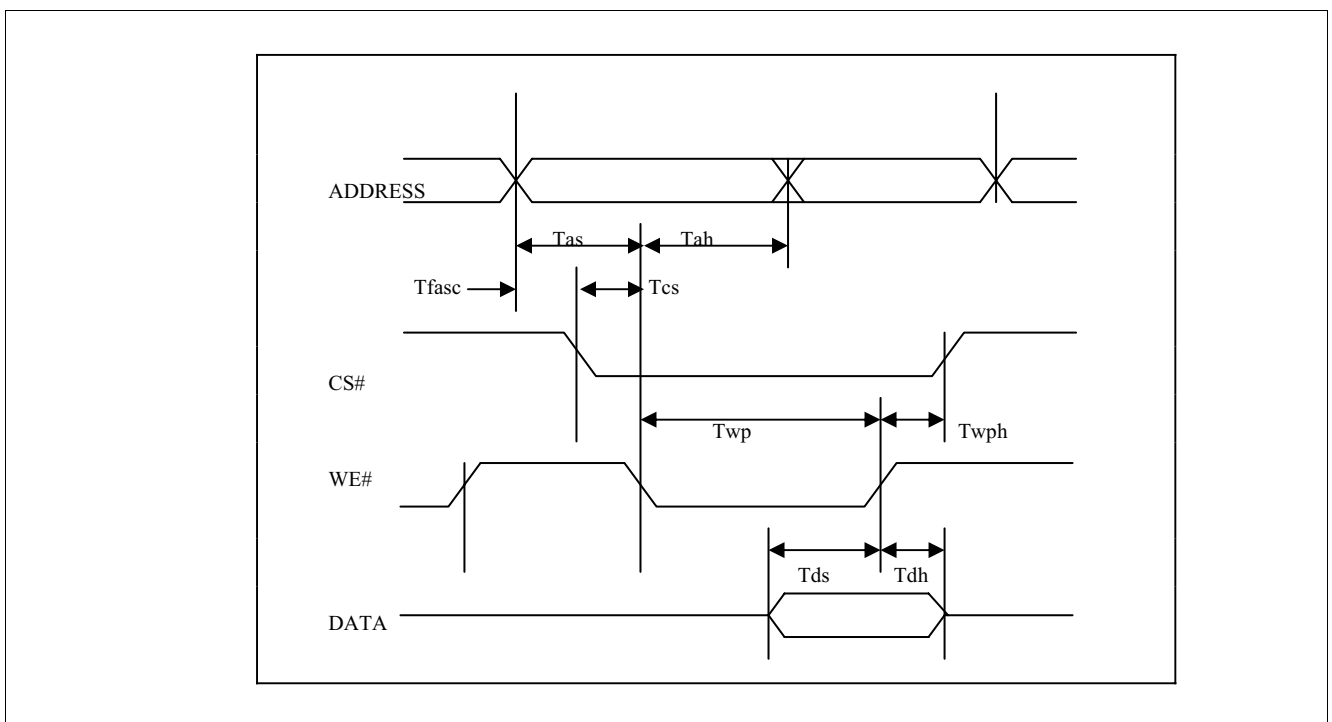 ADDRESS
Tas Tah
Tfasc Tcs
CS#
Twp Twph
WE#
Tds Tdh
DATA